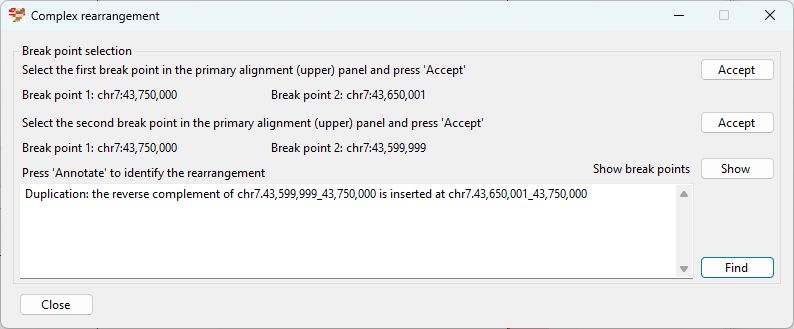 Complex rearrangement
Break point selection
Select the first break point in the primary alignment (upper) panel and press 'Accept'
Accept
Break point 1: chr7:43,750,000 Break point 2: chr7:43,650,001
Select the second break point in the primary alignment (upper) panel and press 'Accept'
Accept
Break point 1: chr7:43,750,000 Break point 2: chr7:43,599,999
Press 'Annotate' to identify the rearrangement
Show break points
Show
Duplication: the reverse complement of chr7.43,599,999_43,750,000 is inserted at chr7.43,650,001_43,750,000
Find
Close